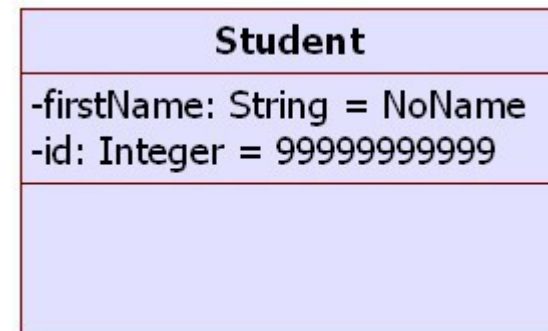 Student
-firstName: String = NoName
-id: Integer = 99999999999